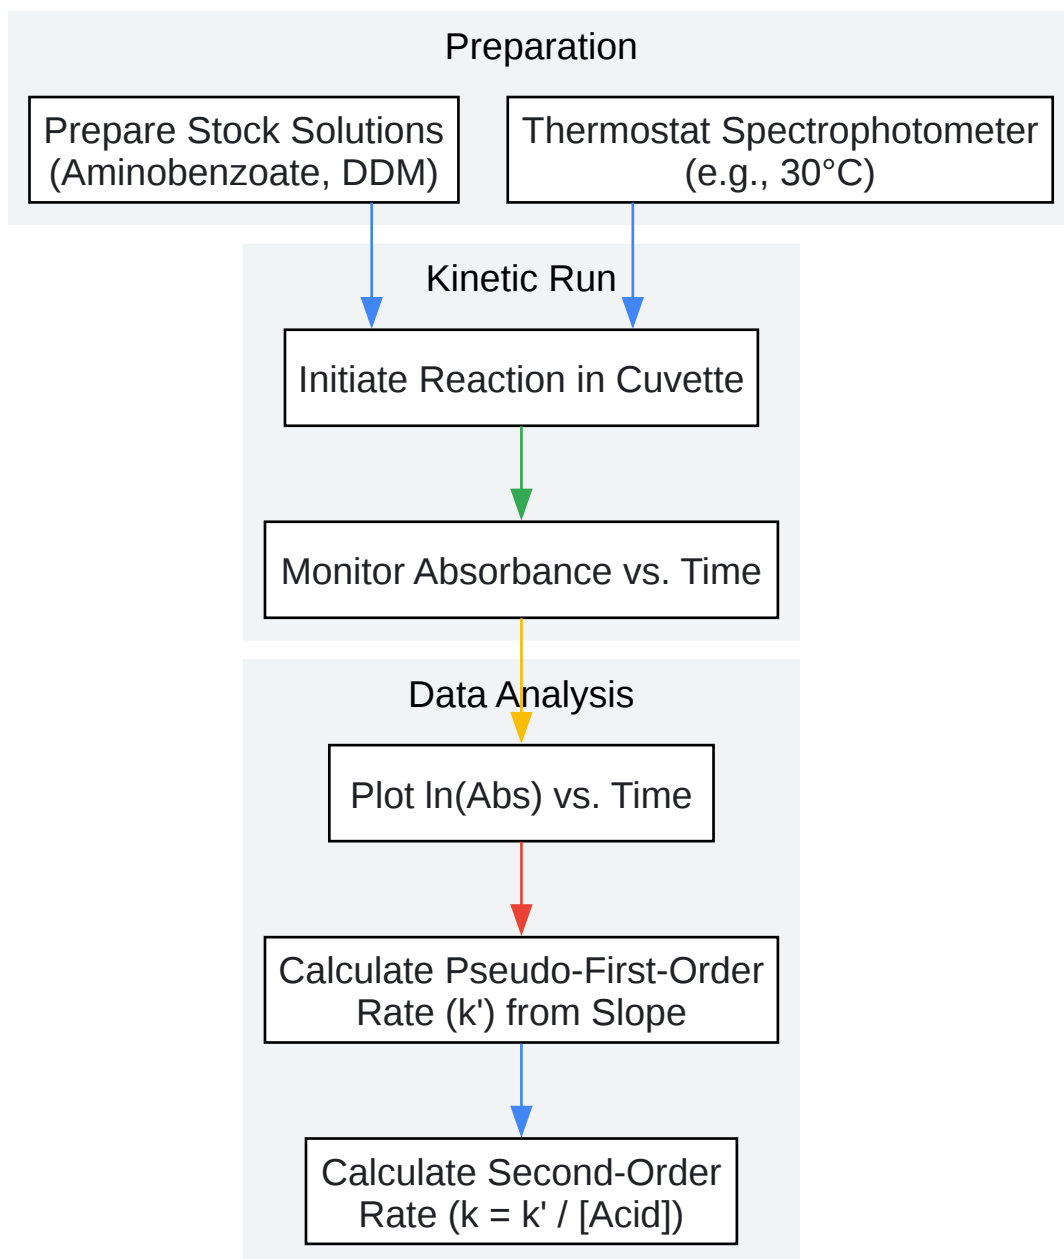 Preparation
Prepare Stock Solutions
(Aminobenzoate, DDM)
Thermostat Spectrophotometer
(e.g., 30°C)
Kinetic Run
Initiate Reaction in Cuvette
Monitor Absorbance vs. Time
Data Analysis
Plot ln(Abs) vs. Time
Calculate Pseudo-First-Order
Rate (k') from Slope
Calculate Second-Order
Rate (k = k' / [Acid])